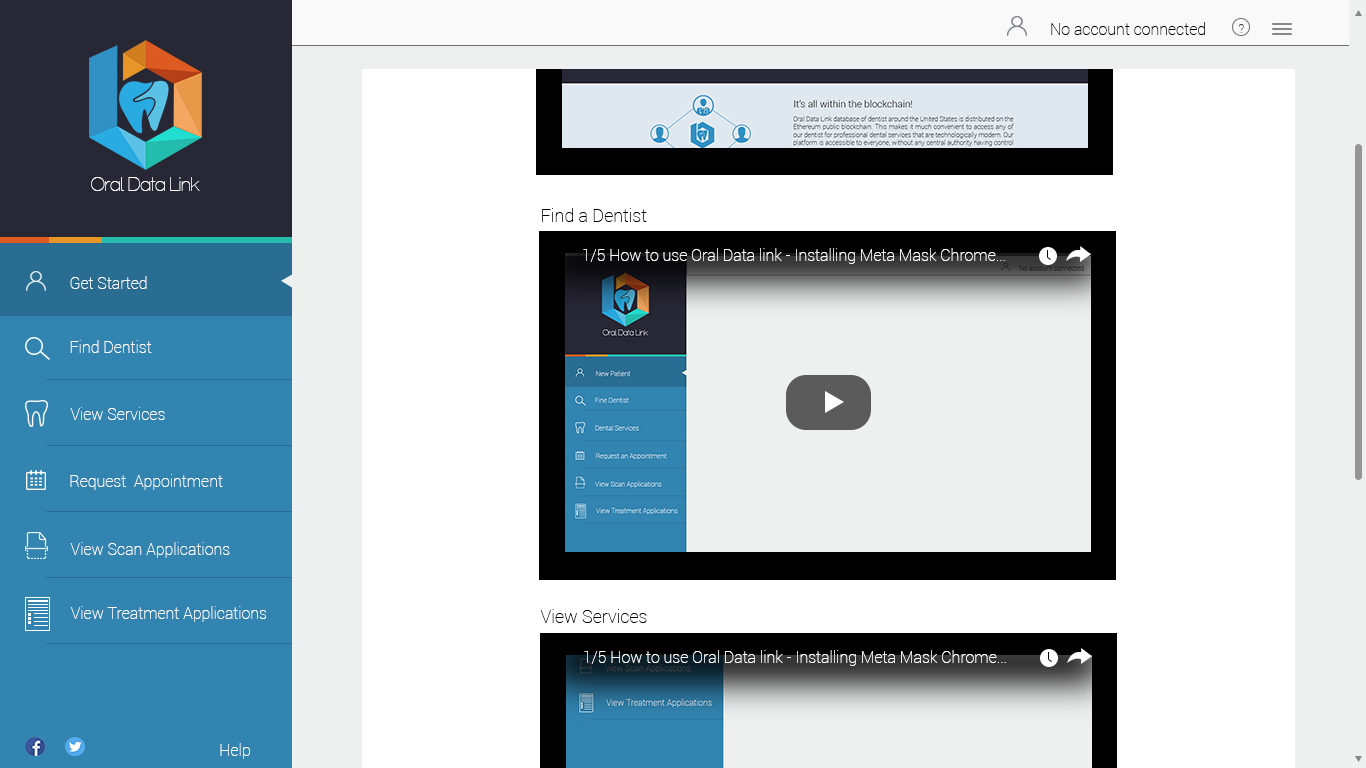 Oral Data Link
Get Started
Find Dentist
View Services
Request Appointment
View Scan Applications
View Treatment Applications
Help
No account connected
?
It's all within the blockchain!
Oral Data Link database of dentist around the United States is distributed on the
Ethereum public blockchain. This makes it much convenient to access any of
our dentist for professional dental services that are technologically modern. Our
platform is accessible to everyone, without any central authority having control
Find a Dentist
1/5 How to use Oral Data link - Installing Meta Mask Chrome...
No account connected
Oral Data Link
New Patient
Fine Dentist
Dental Services
Request an Appointment
View Scan Applications
View Treatment Applications
View Services
1/5 How to use Oral Data link - Installing Meta Mask Chrome...
View Scan Applications
View Treatment Applications